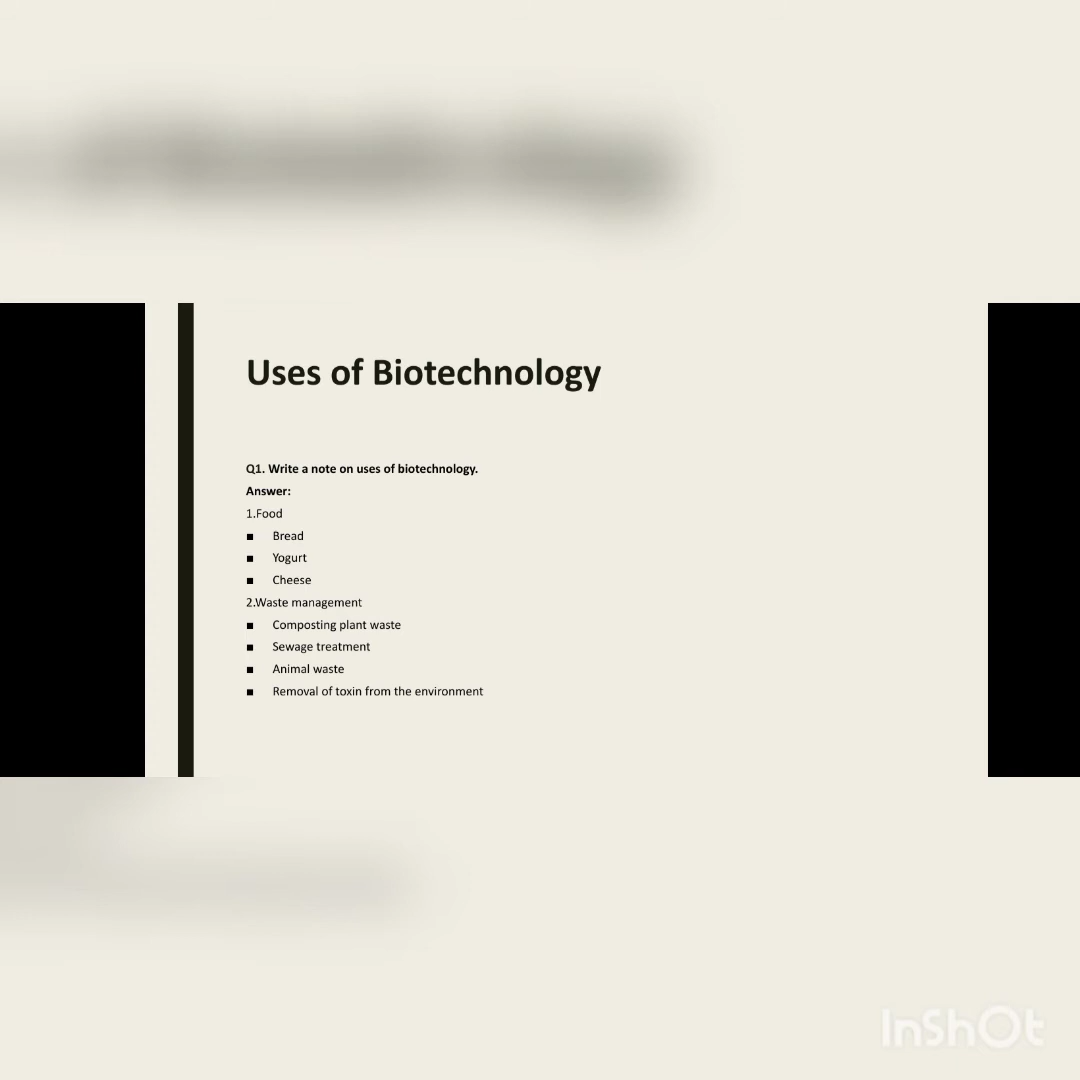 Uses of Biotechnology
Q1. Write a note on uses of biotechnology.
Answer:
1.Food
■ Bread
■ Yogurt
■ Cheese
2.Waste management
■ Composting plant waste
■ Sewage treatment
■ Animal waste
■ Removal of toxin from the environment
InShOt